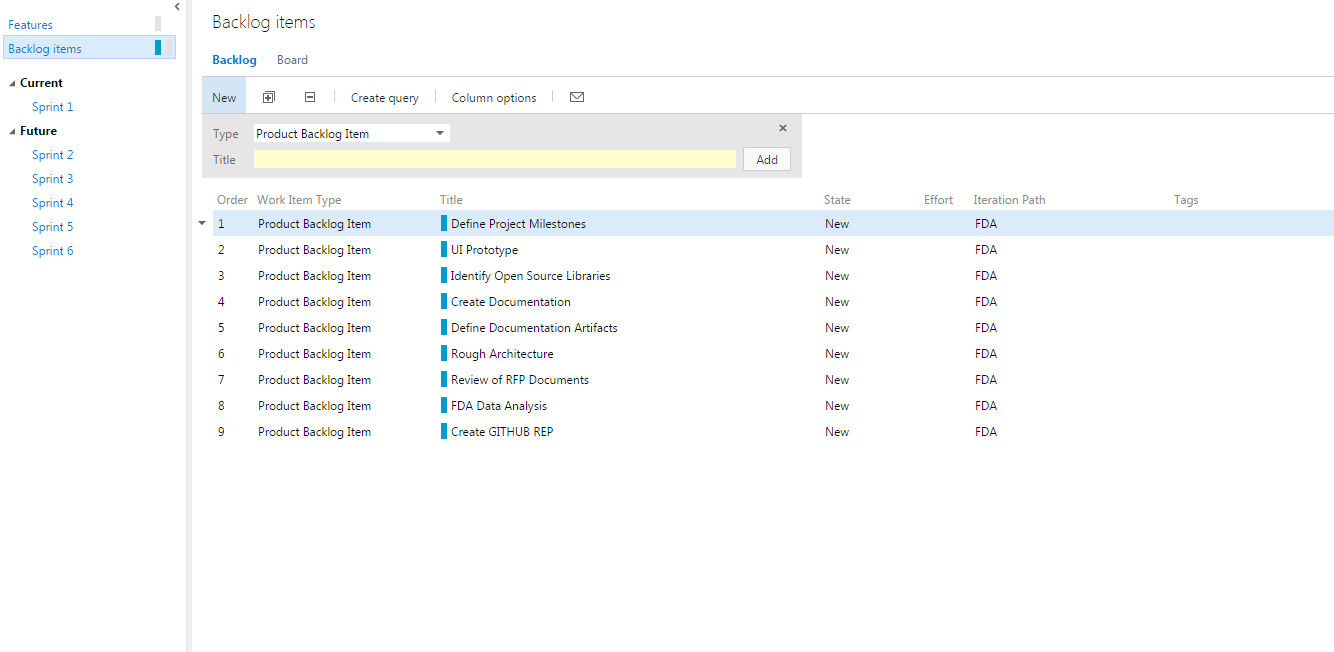 Features
Backlog items
Current
Sprint 1
Future
Sprint 2
Sprint 3
Sprint 4
Sprint 5
Sprint 6
Backlog items
Backlog Board
New Create query Column options
Type Product Backlog Item
Title Add
Order Work Item Type Title State Effort Iteration Path Tags
1 Product Backlog Item Define Project Milestones New FDA
2 Product Backlog Item UI Prototype New FDA
3 Product Backlog Item Identify Open Source Libraries New FDA
4 Product Backlog Item Create Documentation New FDA
5 Product Backlog Item Define Documentation Artifacts New FDA
6 Product Backlog Item Rough Architecture New FDA
7 Product Backlog Item Review of RFP Documents New FDA
8 Product Backlog Item FDA Data Analysis New FDA
9 Product Backlog Item Create GITHUB REP New FDA